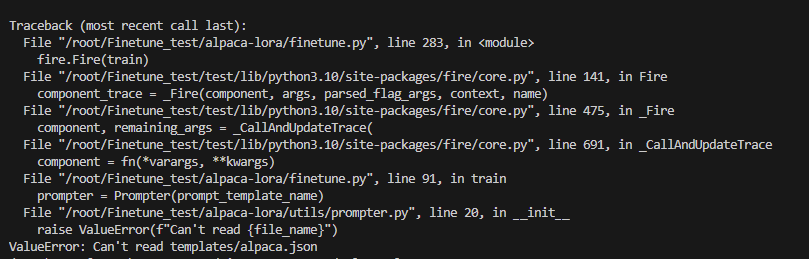 Traceback (most recent call last):
  File "/root/Finetune_test/alpaca-lora/finetune.py", line 283, in <module>
    fire.Fire(train)
  File "/root/Finetune_test/test/lib/python3.10/site-packages/fire/core.py", line 141, in Fire
    component_trace = _Fire(component, args, parsed_flag_args, context, name)
  File "/root/Finetune_test/test/lib/python3.10/site-packages/fire/core.py", line 475, in _Fire
    component, remaining_args = _CallAndUpdateTrace(
  File "/root/Finetune_test/test/lib/python3.10/site-packages/fire/core.py", line 691, in _CallAndUpdateTrace
    component = fn(*varargs, **kwargs)
  File "/root/Finetune_test/alpaca-lora/finetune.py", line 91, in train
    prompter = Prompter(prompt_template_name)
  File "/root/Finetune_test/alpaca-lora/utils/prompter.py", line 20, in __init__
    raise ValueError(f"Can't read {file_name}")
ValueError: Can't read templates/alpaca.json